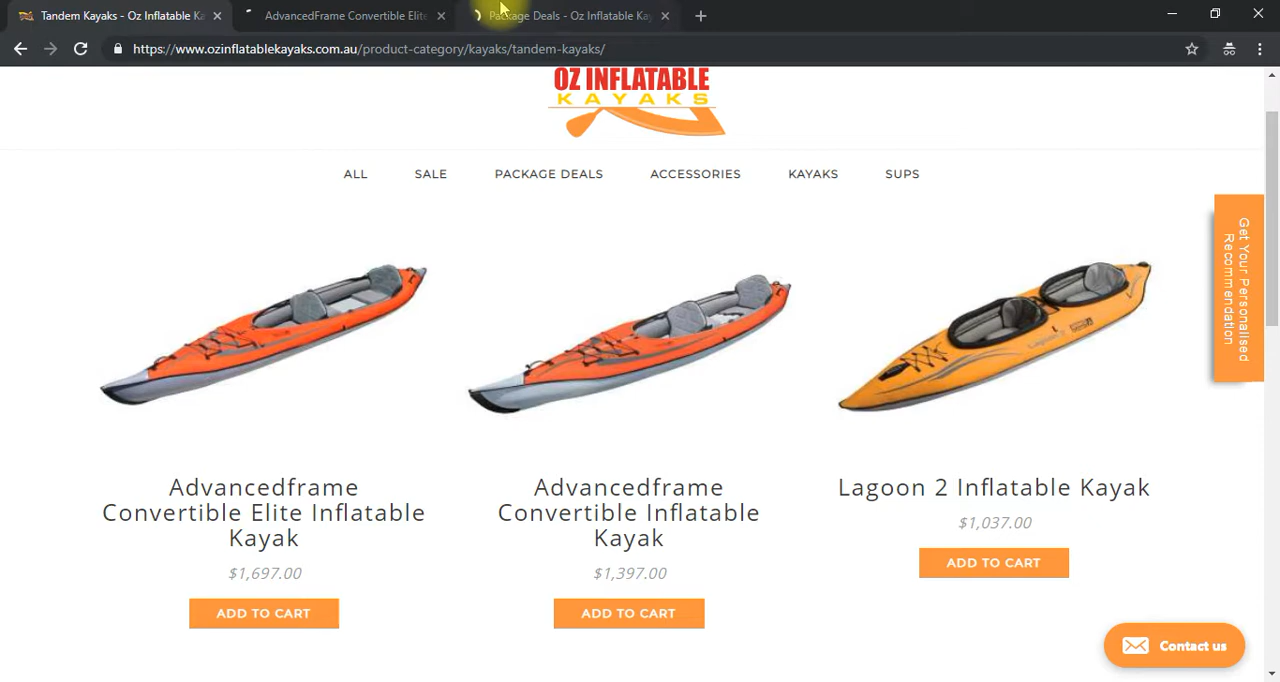 Tandem Kayaks - Oz Inflatable Ka
AdvancedFrame Convertible Elite
Package Deals - Oz Inflatable Kay
https://www.ozinflatablekayaks.com.au/product-category/kayaks/tandem-kayaks/
OZ INFLATABLE
KAYAKS
ALL
SALE
PACKAGE DEALS
ACCESSORIES
KAYAKS
SUPS
Get Your Personalised
Recommendation
Advancedframe
Convertible Elite Inflatable
Kayak
$1,697.00
ADD TO CART
Advancedframe
Convertible Inflatable
Kayak
$1,397.00
ADD TO CART
Lagoon 2 Inflatable Kayak
$1,037.00
ADD TO CART
Contact us